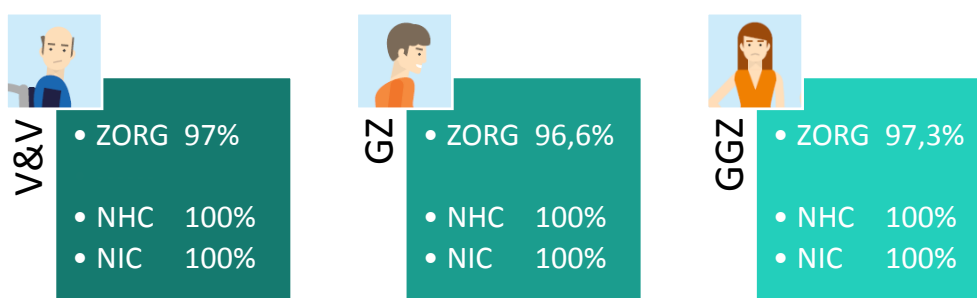 V&V
• ZORG 97%
• NHC 100%
• NIC 100%
GZ
• ZORG 96,6%
• NHC 100%
• NIC 100%
GGZ
• ZORG 97,3%
• NHC 100%
• NIC 100%